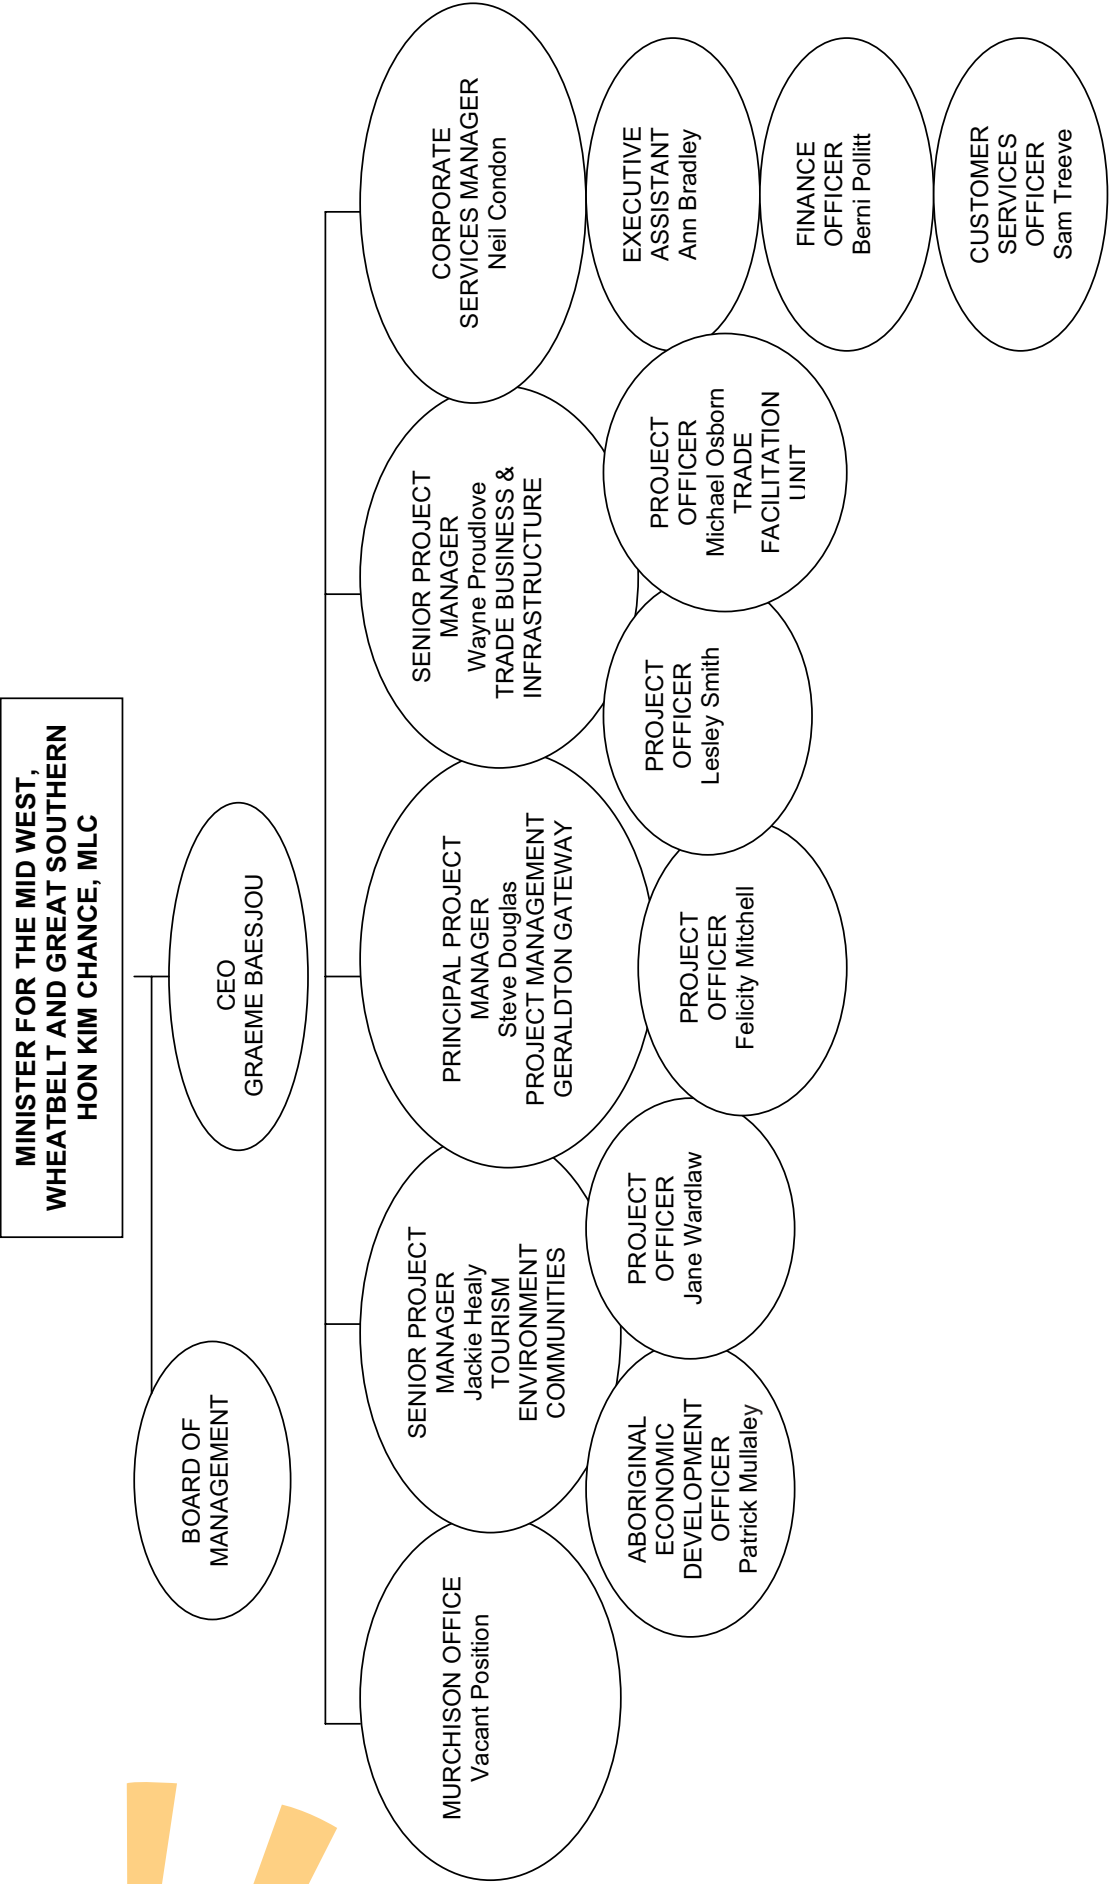 MINISTER FOR THE MID WEST,
WHEATBELT AND GREAT SOUTHERN
HON KIM CHANCE, MLC
BOARD OF
MANAGEMENT
CEO
GRAEME BAESJOU
MURCHISON OFFICE
Vacant Position
SENIOR PROJECT
MANAGER
Jackie Healy
TOURISM
ENVIRONMENT
COMMUNITIES
PRINCIPAL PROJECT
MANAGER
Steve Douglas
PROJECT MANAGEMENT
GERALDTON GATEWAY
SENIOR PROJECT
MANAGER
Wayne Proudlove
TRADE BUSINESS &
INFRASTRUCTURE
CORPORATE
SERVICES MANAGER
Neil Condon
ABORIGINAL
ECONOMIC
DEVELOPMENT
OFFICER
Patrick Mullaley
PROJECT
OFFICER
Jane Wardlaw
PROJECT
OFFICER
Felicity Mitchell
PROJECT
OFFICER
Lesley Smith
PROJECT
OFFICER
Michael Osborn
TRADE
FACILITATION
UNIT
EXECUTIVE
ASSISTANT
Ann Bradley
FINANCE
OFFICER
Berni Pollitt
CUSTOMER
SERVICES
OFFICER
Sam Treeve